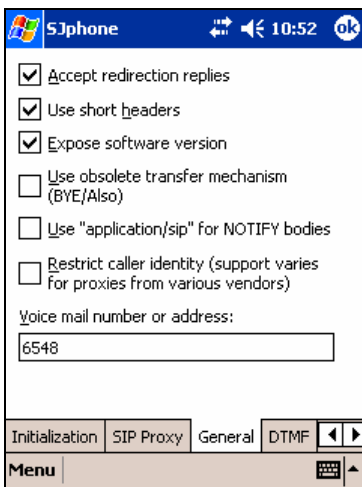 SJphone 10:52 ok
Accept redirection replies
Use short headers
Expose software version
Use obsolete transfer mechanism
(BYE/Also)
Use "application/sip" for NOTIFY bodies
Restrict caller identity (support varies
for proxies from various vendors)
Voice mail number or address:
6548
Initialization SIP Proxy General DTMF
Menu